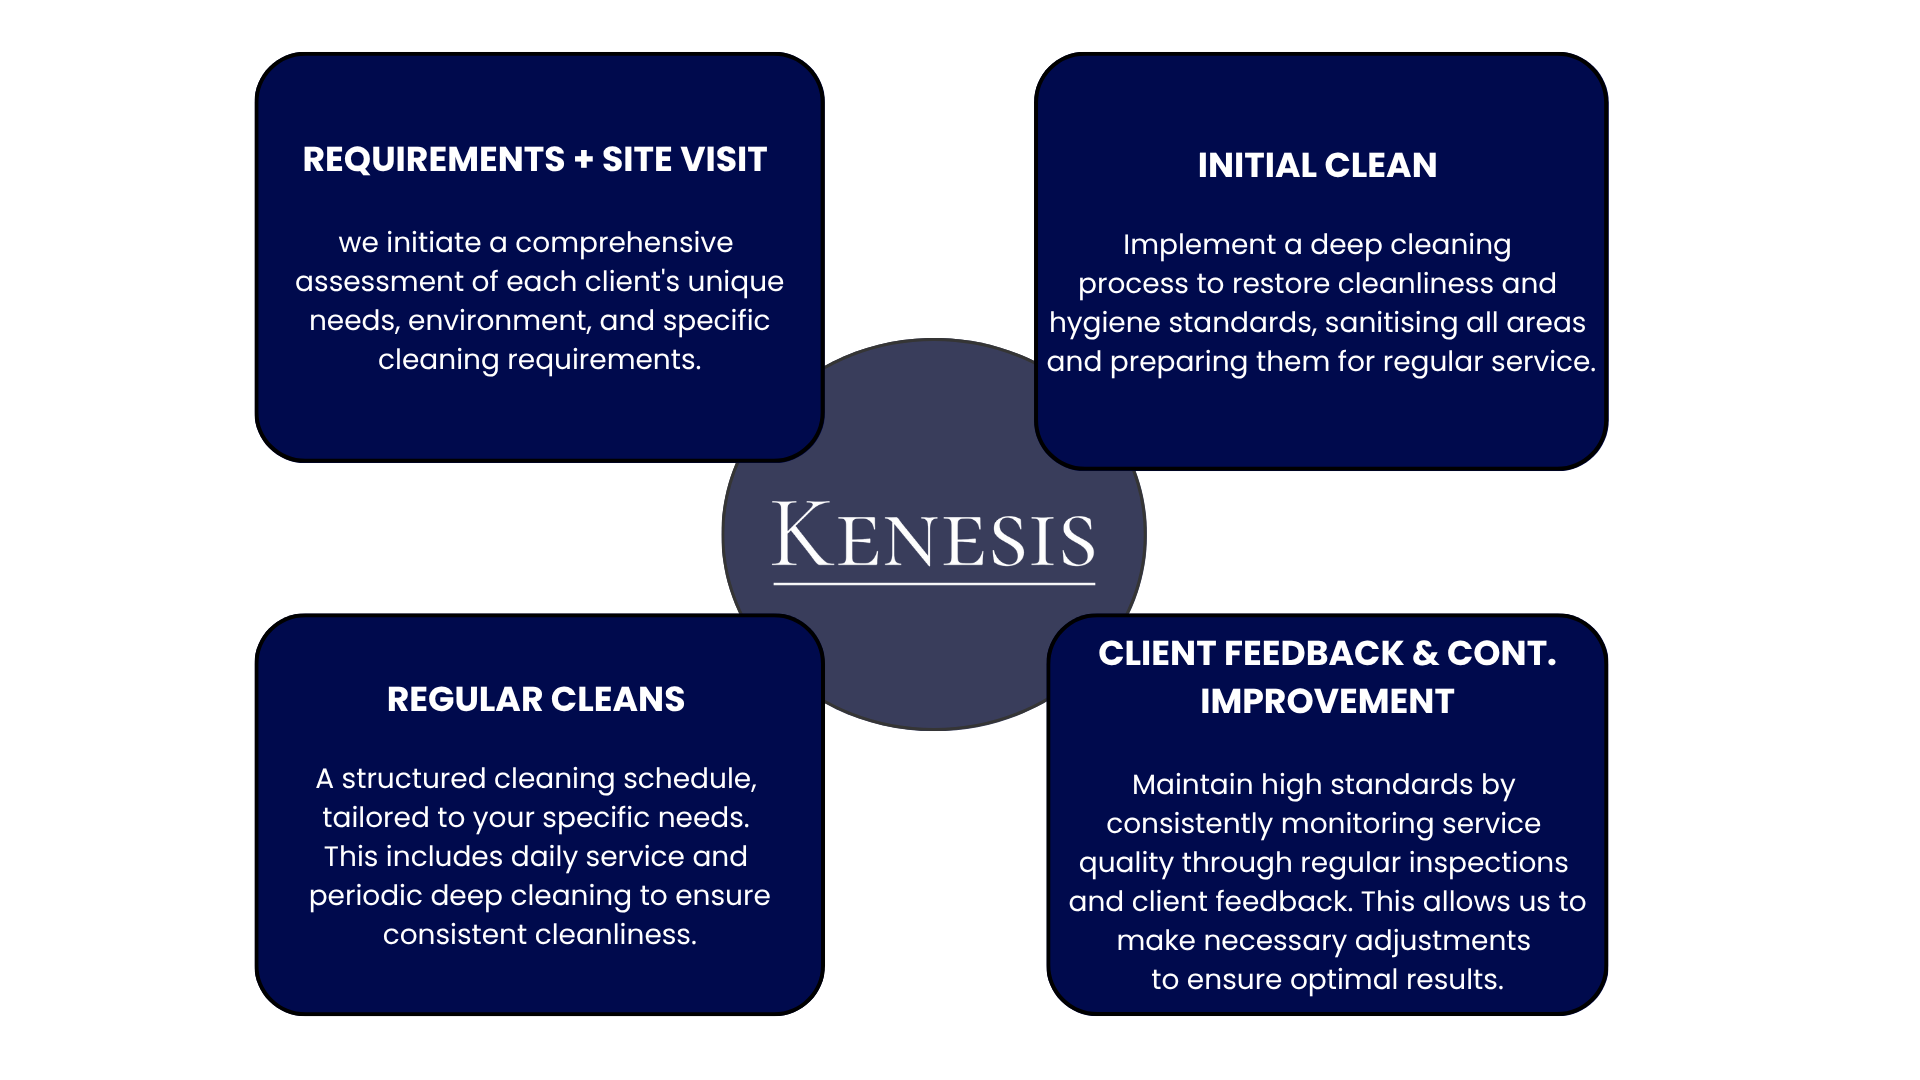 REQUIREMENTS + SITE VISIT
we initiate a comprehensive
assessment of each client's unique
needs, environment, and specific
cleaning requirements.
INITIAL CLEAN
Implement a deep cleaning
process to restore cleanliness and
hygiene standards, sanitising all areas
and preparing them for regular service.
KENESIS
REGULAR CLEANS
A structured cleaning schedule,
tailored to your specific needs.
This includes daily service and
periodic deep cleaning to ensure
consistent cleanliness.
CLIENT FEEDBACK & CONT.
IMPROVEMENT
Maintain high standards by
consistently monitoring service
quality through regular inspections
and client feedback. This allows us to
make necessary adjustments
to ensure optimal results.